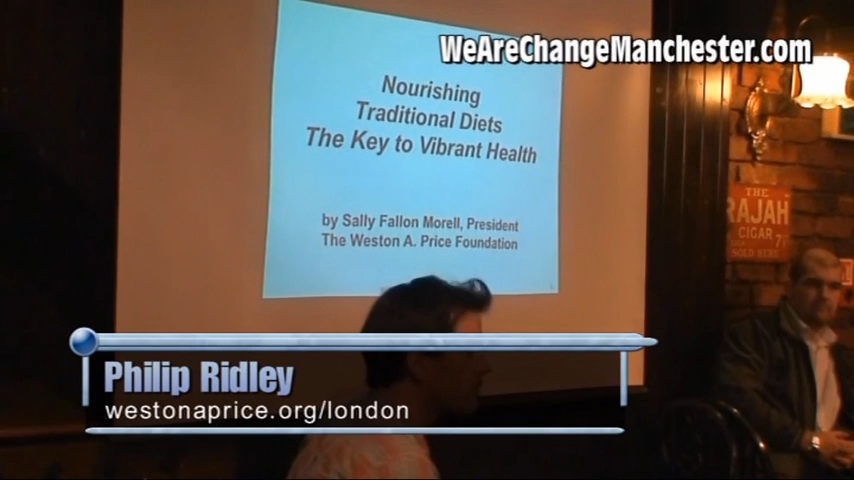 WeAreChangeManchester.com
Nourishing
Traditional Diets
The Key to Vibrant Health
by Sally Fallon Morell, President
The Weston A. Price Foundation
THE
RAJAH
CIGAR
SOLD HERE
Philip Ridley
westonaprice.org/london